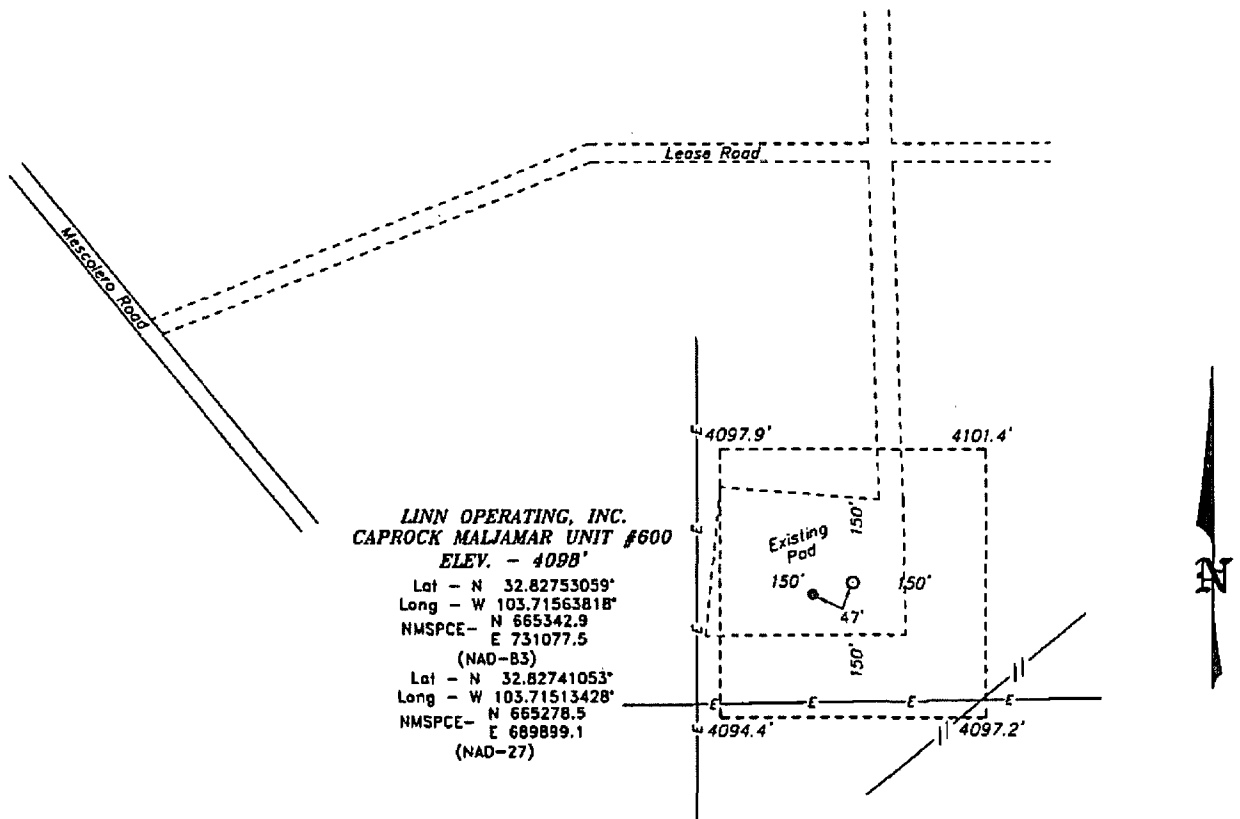 Lease Road
Mescalero Road
E
4097.9'
4101.4'
E
150'
Existing
Pad
150'
150'
47'
E
150'
LINN OPERATING, INC.
CAPROCK MALJAMAR UNIT #600
ELEV. - 4098'
Lat - N 32.82753059°
Long - W 103.71563818°
NMSPCE- N 665342.9
E 731077.5
(NAD-83)
Lat - N 32.82741053°
Long - W 103.71513428°
NMSPCE- N 665278.5
E 689899.1
(NAD-27)
E E E E
E
4094.4'
4097.2'
N